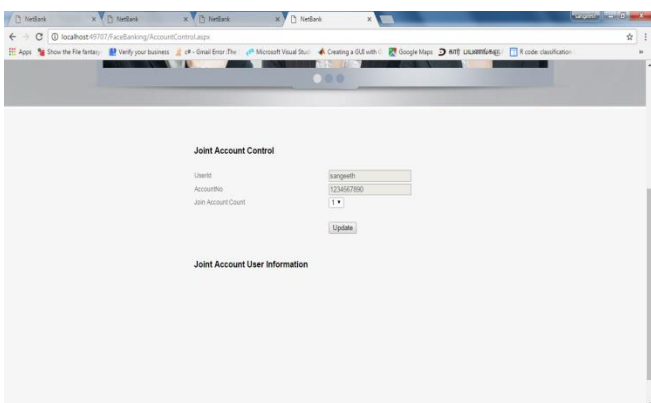 NetBank NetBank NetBank NetBank
localhost:49707/FaceBanking/AccountControl.aspx
Apps Show the File fantasy Verify your business c# - Gmail Error :The Microsoft Visual Studi Creating a GUI with G Google Maps R code: classification »
Joint Account Control
UserId sangeeth
AccountNo 1234567890
Join Account Count 1
Update
Joint Account User Information